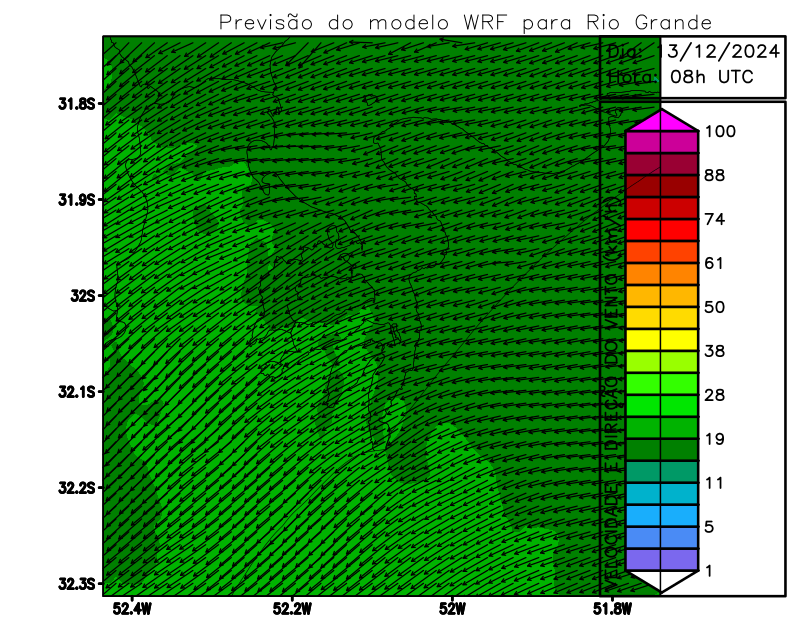 Previsão do modelo WRF para Rio Grande
Dia: 13/12/2024
Hora: 08h UTC
31.8S
31.9S
32S
32.1S
32.2S
32.3S
52.4W
52.2W
52W
51.8W
VELOCIDADE E DIREÇÃO DO VENTO (km/h)
100
88
74
61
50
38
28
19
11
5
1